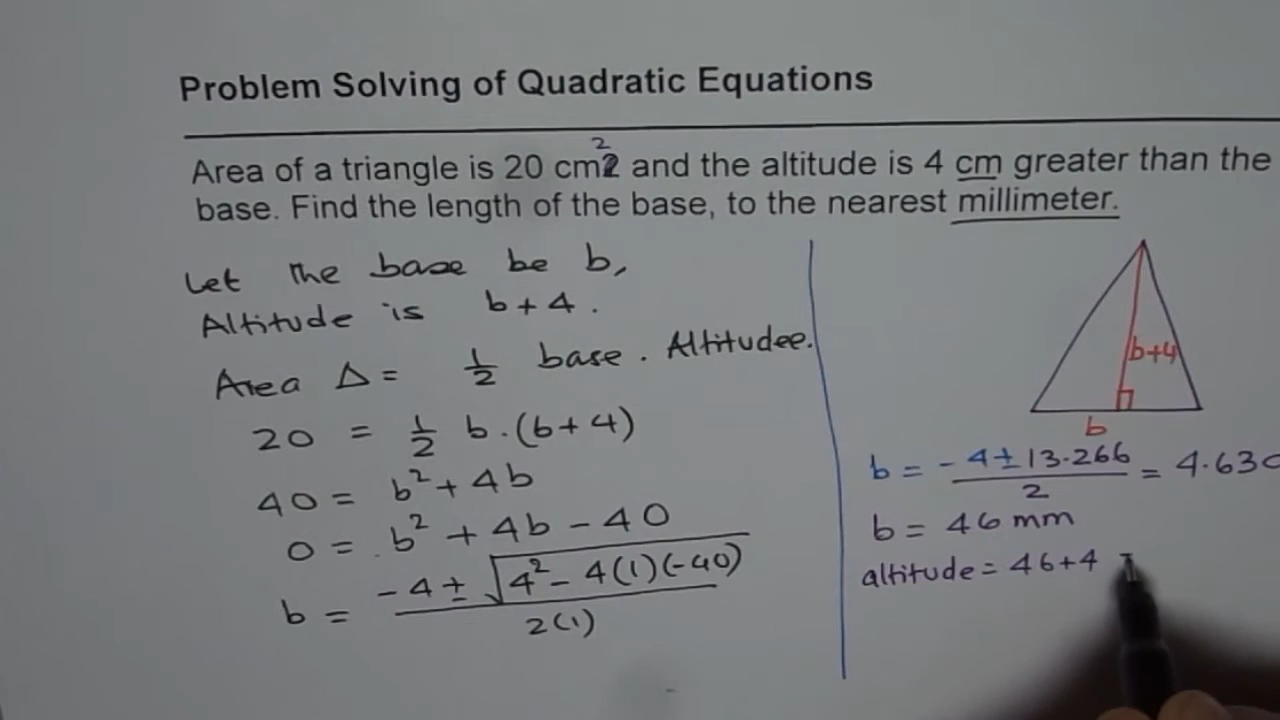 Problem Solving of Quadratic Equations
Area of a triangle is 20 cm² and the altitude is 4 cm greater than the
base. Find the length of the base, to the nearest millimeter.
Let the base be b,
Altitude is b + 4 .
Area Δ = 1/2 base . Altitudee.
20 = 1/2 b . (b + 4)
40 = b² + 4b
0 = b² + 4b - 40
b = (-4 ± √(4² - 4(1)(-40))) / 2(1)
b+4
b
b = (-4 ± 13.266) / 2 = 4.630
b = 46 mm
altitude = 46+4